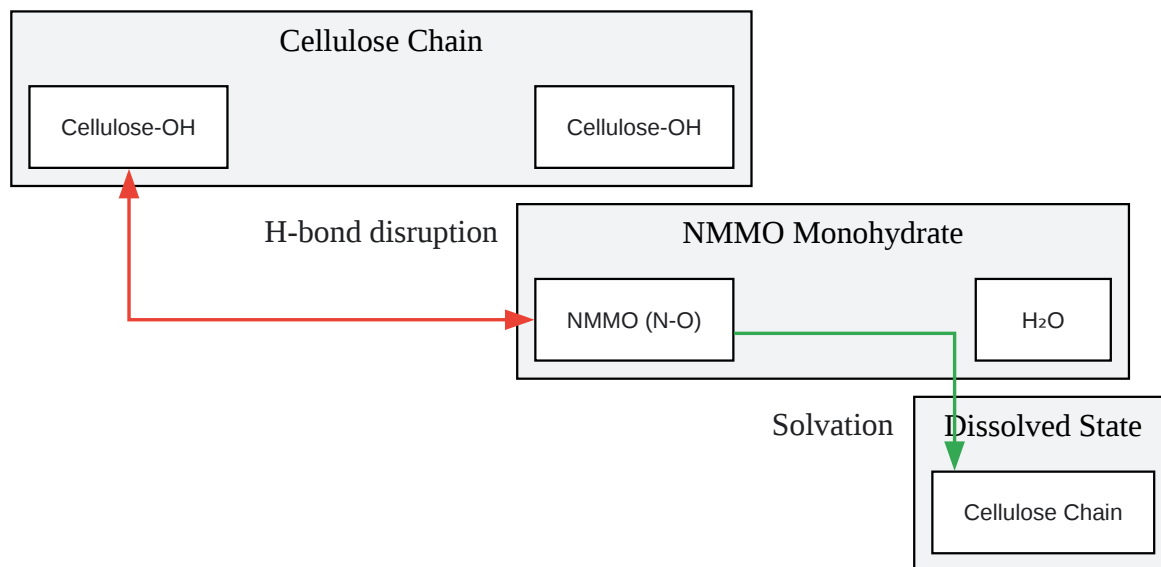 Cellulose Chain
Cellulose-OH
Cellulose-OH
H-bond disruption
NMMO Monohydrate
NMMO (N-O)
H₂O
Solvation
Dissolved State
Cellulose Chain